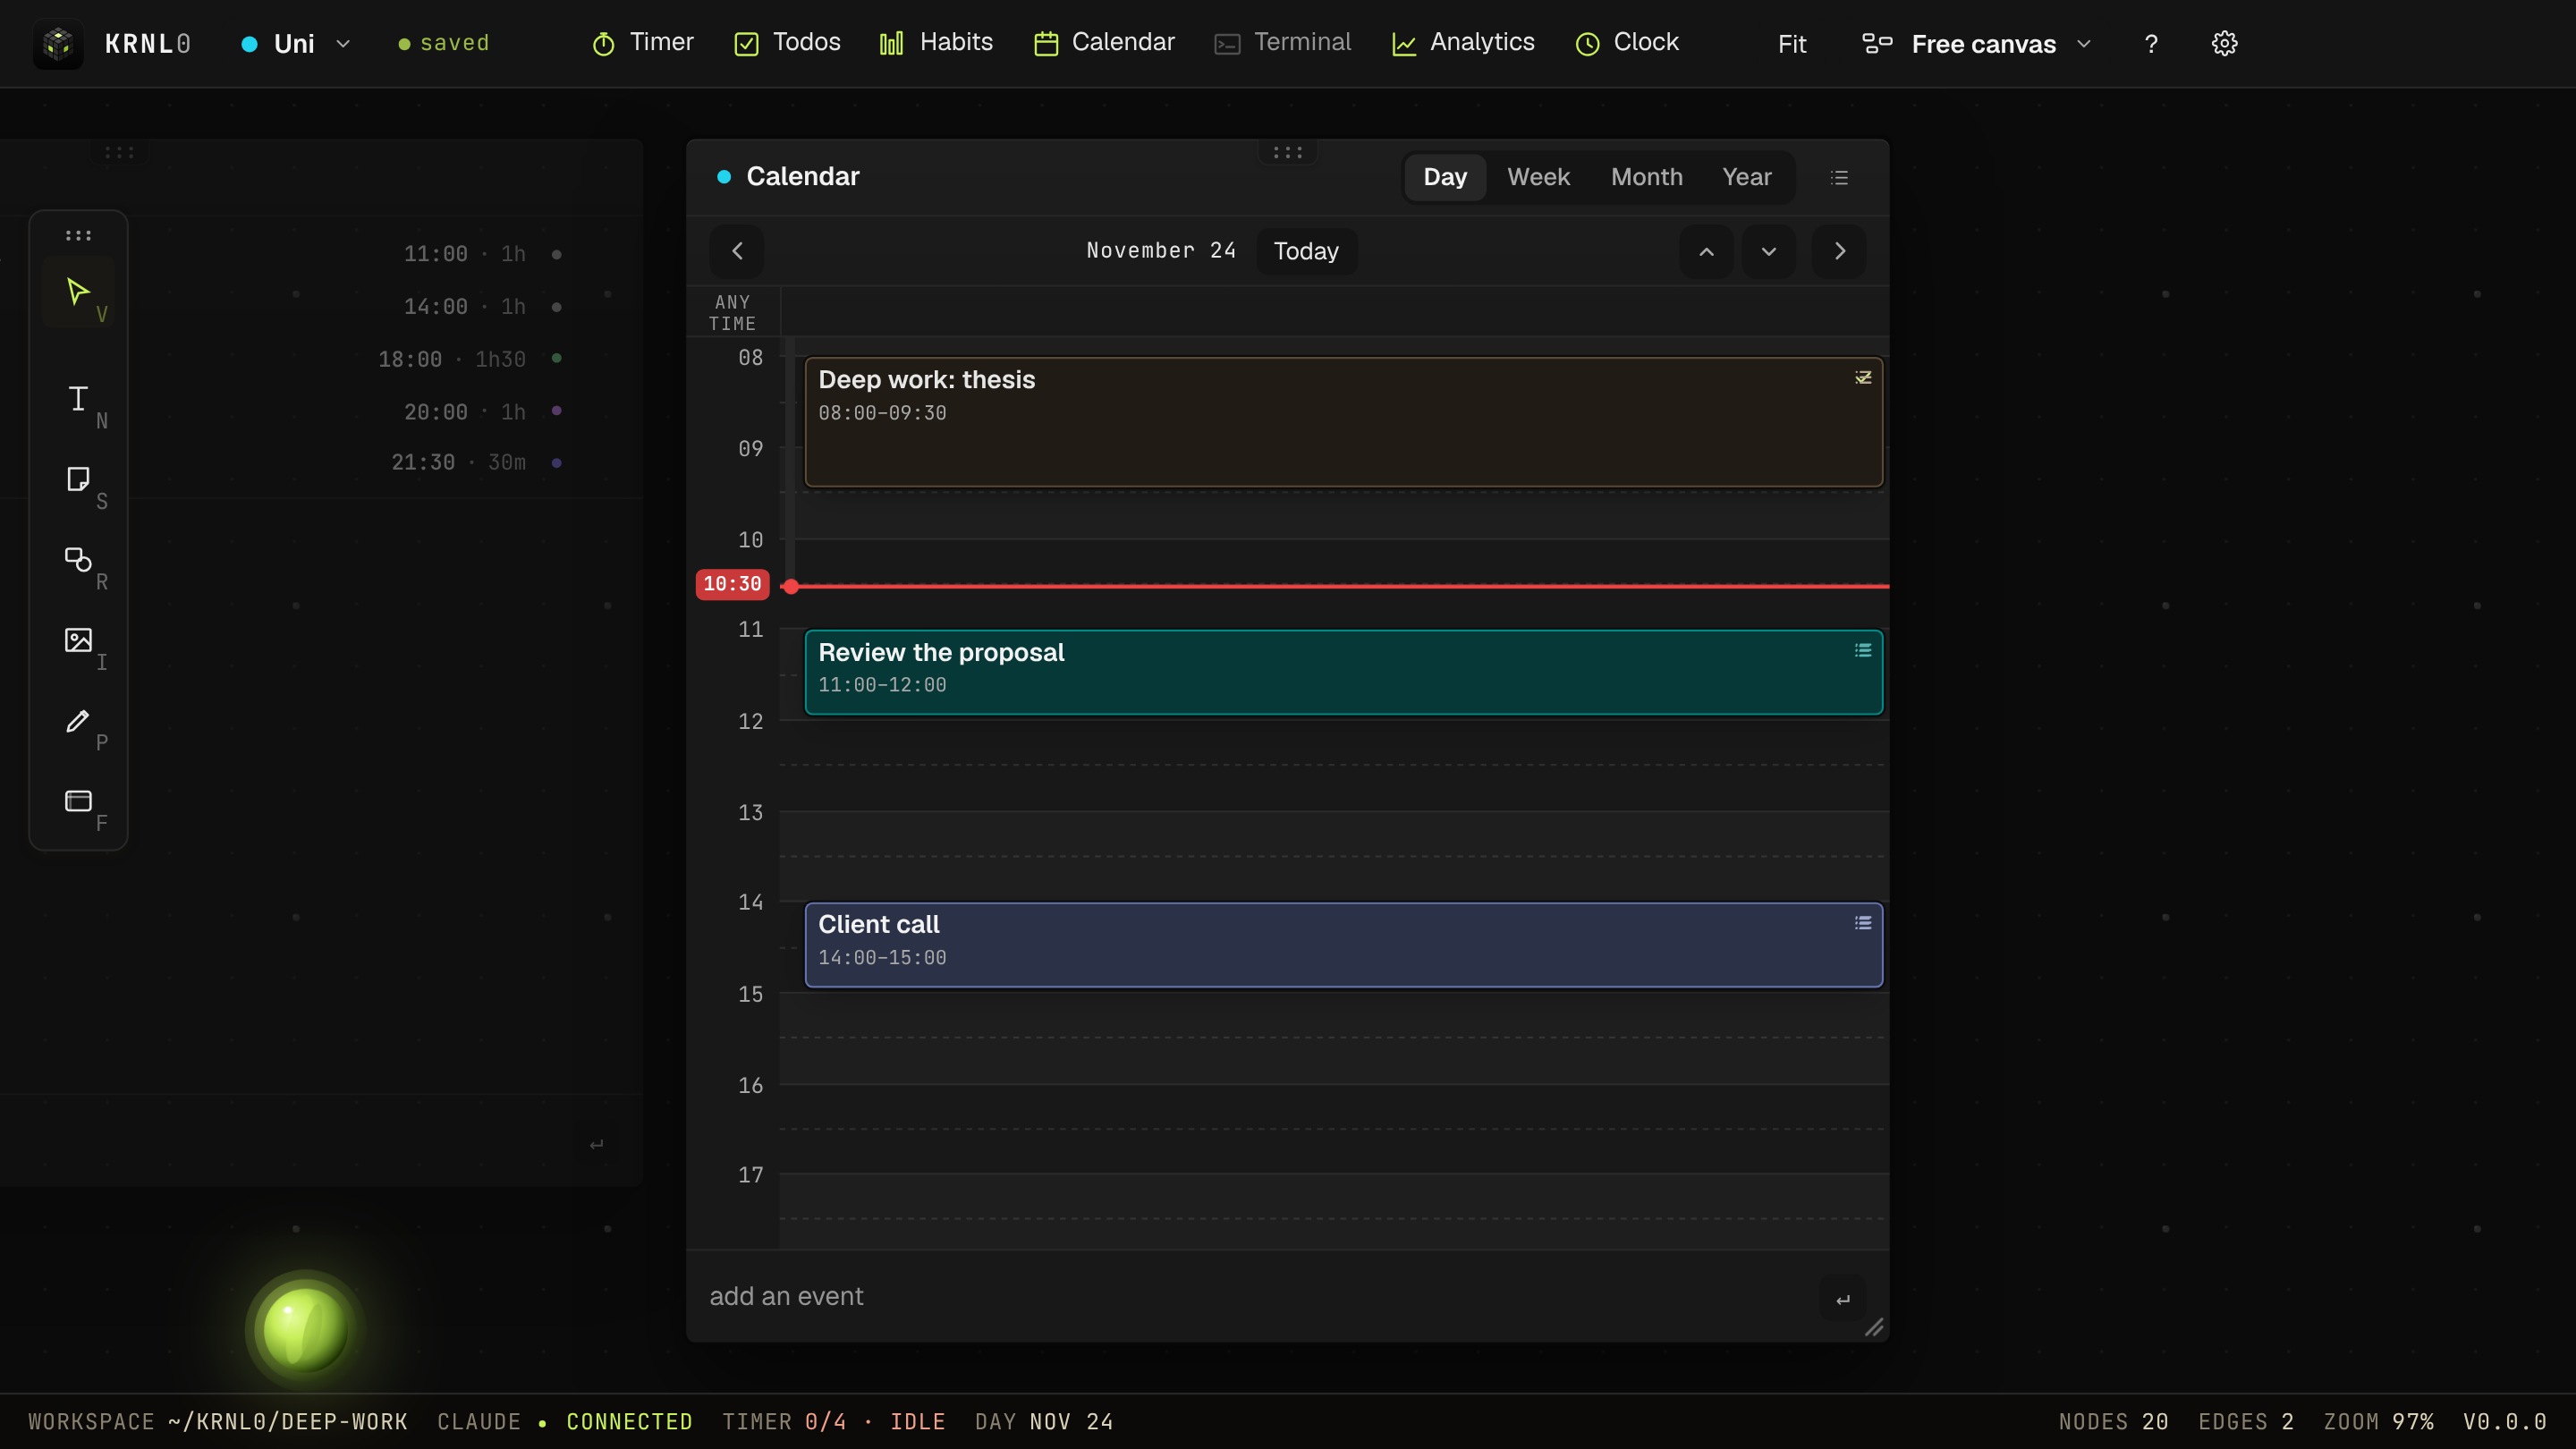 KRNL0
Uni
saved
Timer
Todos
Habits
Calendar
Terminal
Analytics
Clock
Fit
Free canvas
?
V
N
S
R
I
P
F
11:00 · 1h
14:00 · 1h
18:00 · 1h30
20:00 · 1h
21:30 · 30m
Calendar
Day
Week
Month
Year
November 24
Today
ANY
TIME
08
Deep work: thesis
08:00–09:30
09
10
10:30
11
Review the proposal
11:00–12:00
12
13
14
Client call
14:00–15:00
15
16
17
add an event
WORKSPACE ~/KRNL0/DEEP-WORK CLAUDE • CONNECTED TIMER 0/4 · IDLE DAY NOV 24
NODES 20 EDGES 2 ZOOM 97% V0.0.0